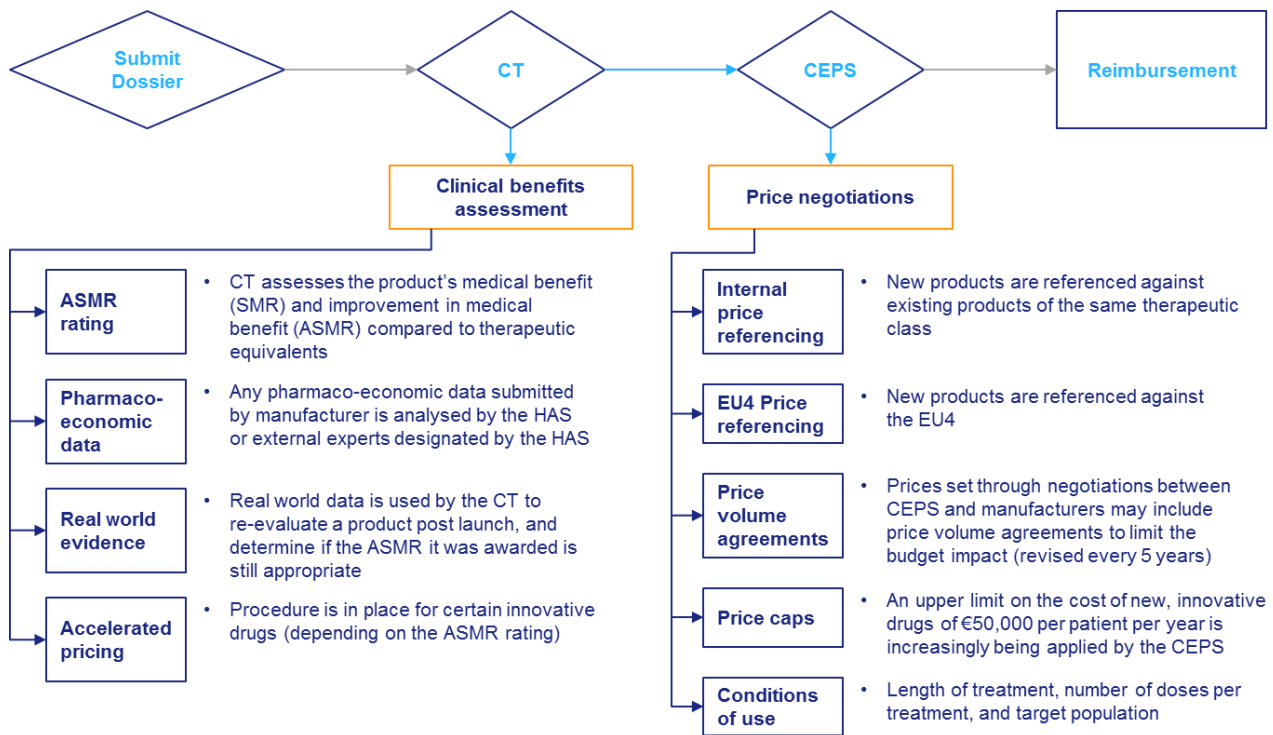 Submit
Dossier
CT
CEPS
Reimbursement
Clinical benefits
assessment
Price negotiations
ASMR
rating
• CT assesses the product's medical benefit
(SMR) and improvement in medical
benefit (ASMR) compared to therapeutic
equivalents
Pharmaco-
economic
data
• Any pharmaco-economic data submitted
by manufacturer is analysed by the HAS
or external experts designated by the HAS
Real world
evidence
• Real world data is used by the CT to
re-evaluate a product post launch, and
determine if the ASMR it was awarded is
still appropriate
Accelerated
pricing
• Procedure is in place for certain innovative
drugs (depending on the ASMR rating)
Internal
price
referencing
• New products are referenced against
existing products of the same therapeutic
class
EU4 Price
referencing
• New products are referenced against
the EU4
Price
volume
agreements
• Prices set through negotiations between
CEPS and manufacturers may include
price volume agreements to limit the
budget impact (revised every 5 years)
Price caps
• An upper limit on the cost of new, innovative
drugs of €50,000 per patient per year is
increasingly being applied by the CEPS
Conditions
of use
• Length of treatment, number of doses per
treatment, and target population